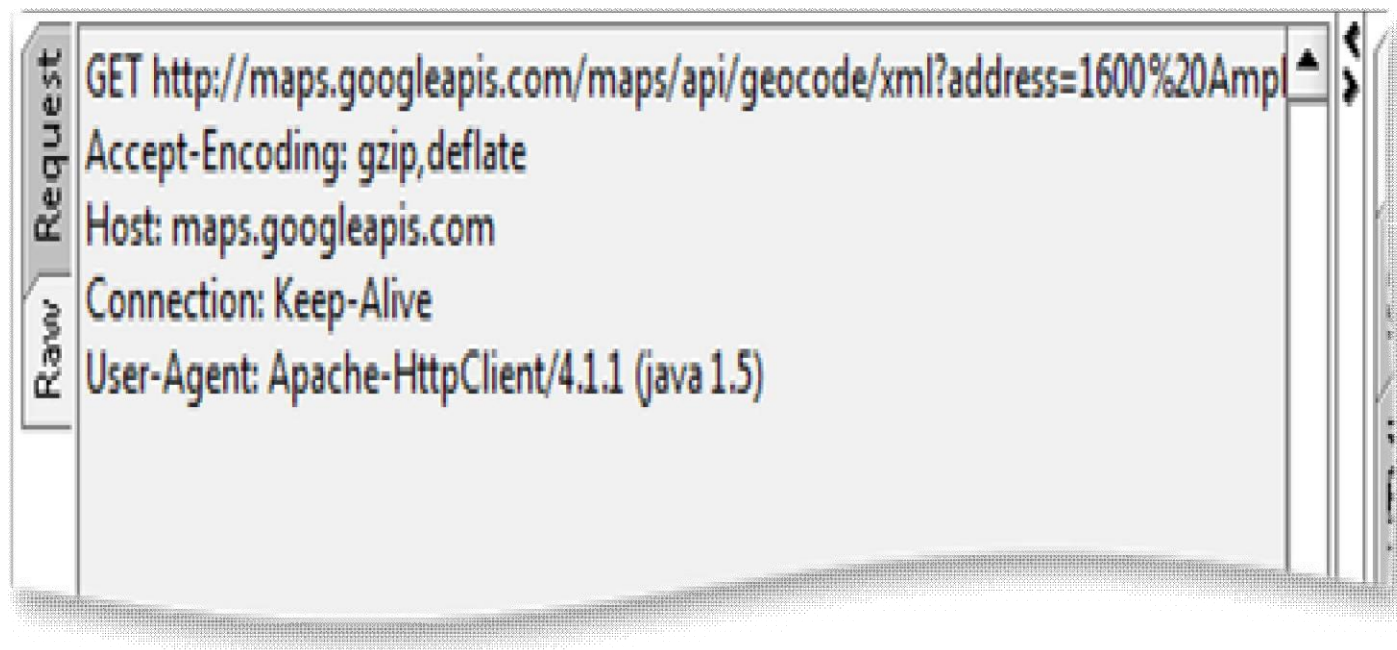 Request
Raw
GET http://maps.googleapis.com/maps/api/geocode/xml?address=1600%20Ampl
Accept-Encoding: gzip,deflate
Host: maps.googleapis.com
Connection: Keep-Alive
User-Agent: Apache-HttpClient/4.1.1 (java 1.5)